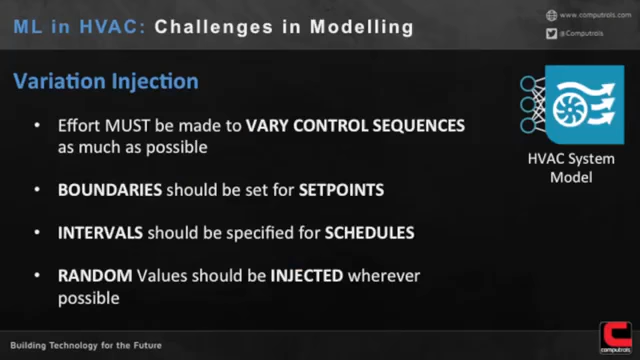 ML in HVAC: Challenges in Modelling
www.computrols.com
@Computrols
Variation Injection
• Effort MUST be made to VARY CONTROL SEQUENCES
as much as possible
• BOUNDARIES should be set for SETPOINTS
• INTERVALS should be specified for SCHEDULES
• RANDOM Values should be INJECTED wherever
possible
HVAC System
Model
Building Technology for the Future
computrols